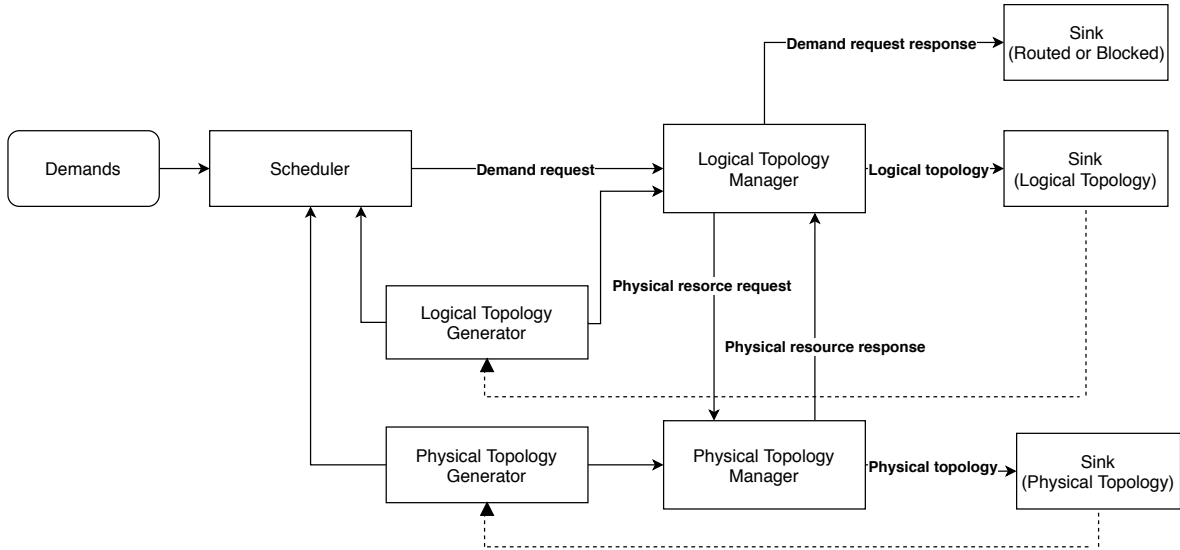 Demand request response
Sink
(Routed or Blocked)
Demands
Scheduler
Demand request
Logical Topology
Manager
Logical topology
Sink
(Logical Topology)
Physical resorce request
Logical Topology
Generator
Physical resource response
Physical Topology
Generator
Physical Topology
Manager
Physical topology
Sink
(Physical Topology)